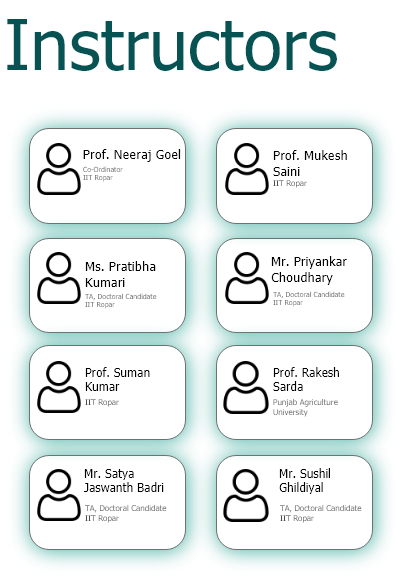 Instructors
Prof. Neeraj Goel
Co-Ordinator
IIT Ropar
Prof. Mukesh
Saini
IIT Ropar
Ms. Pratibha
Kumari
TA, Doctoral Candidate
IIT Ropar
Mr. Priyankar
Choudhary
TA, Doctoral Candidate
IIT Ropar
Prof. Suman
Kumar
IIT Ropar
Prof. Rakesh
Sarda
Punjab Agriculture
University
Mr. Satya
Jaswanth Badri
TA, Doctoral Candidate
IIT Ropar
Mr. Sushil
Ghildiyal
TA, Doctoral Candidate
IIT Ropar